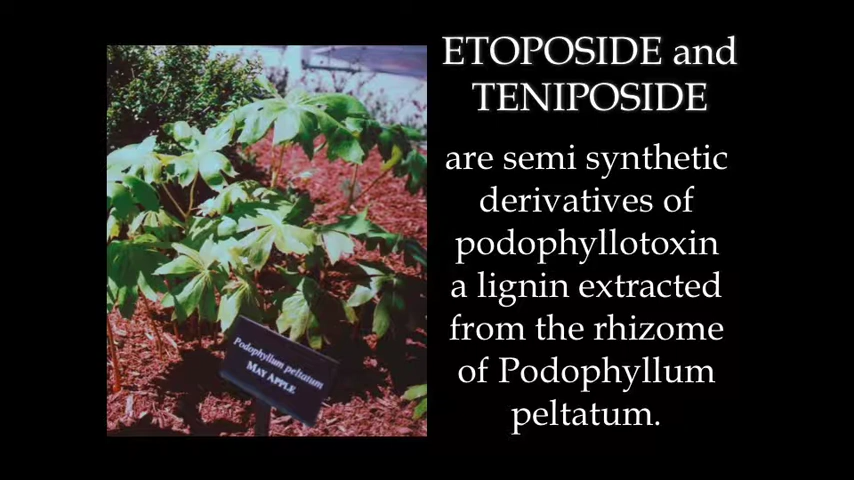 ETOPOSIDE and
TENIPOSIDE
are semi synthetic
derivatives of
podophyllotoxin
a lignin extracted
from the rhizome
of Podophyllum
peltatum.
Podophyllum peltatum
MAY APPLE